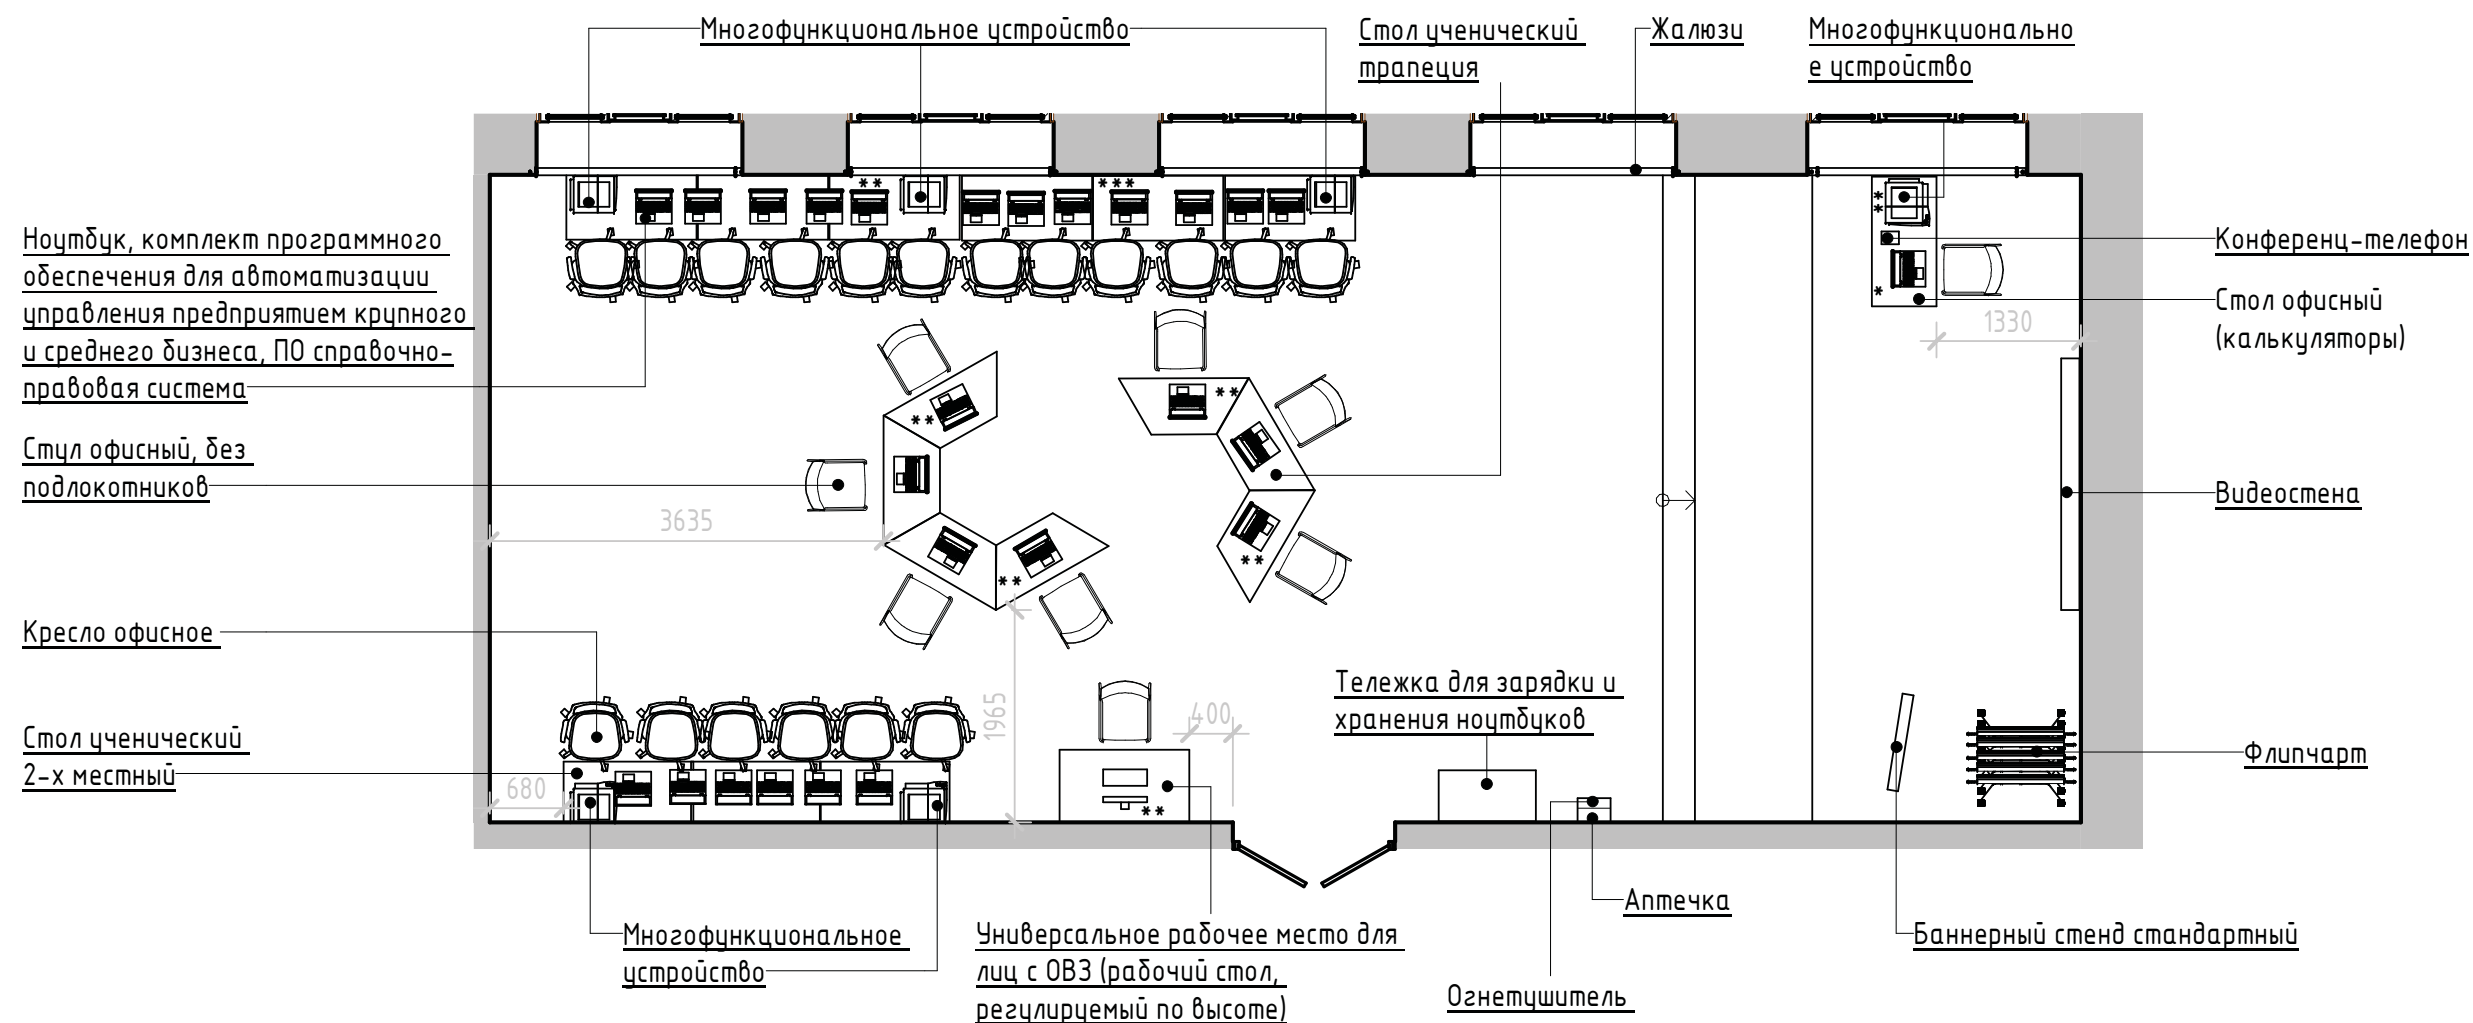 Многофункциональное устройство
Стол ученический
трапеция
Жалюзи
Многофункционально
е устройство
**
***
*
*
Ноутбук, комплект программного
обеспечения для автоматизации
управления предприятием крупного
и среднего бизнеса, ПО справочно-
правовая система
Конференц-телефон
Стол офисный
(калькуляторы)
*
1330
**
**
Стул офисный, без
подлокотников
Видеостена
3635
**
**
Кресло офисное
Тележка для зарядки и
хранения ноутбуков
1965
400
Стол ученический
2-х местный
680
**
Флипчарт
Аптечка
Многофункциональное
устройство
Универсальное рабочее место для
лиц с ОВЗ (рабочий стол,
регулируемый по высоте)
Огнетушитель
Баннерный стенд стандартный